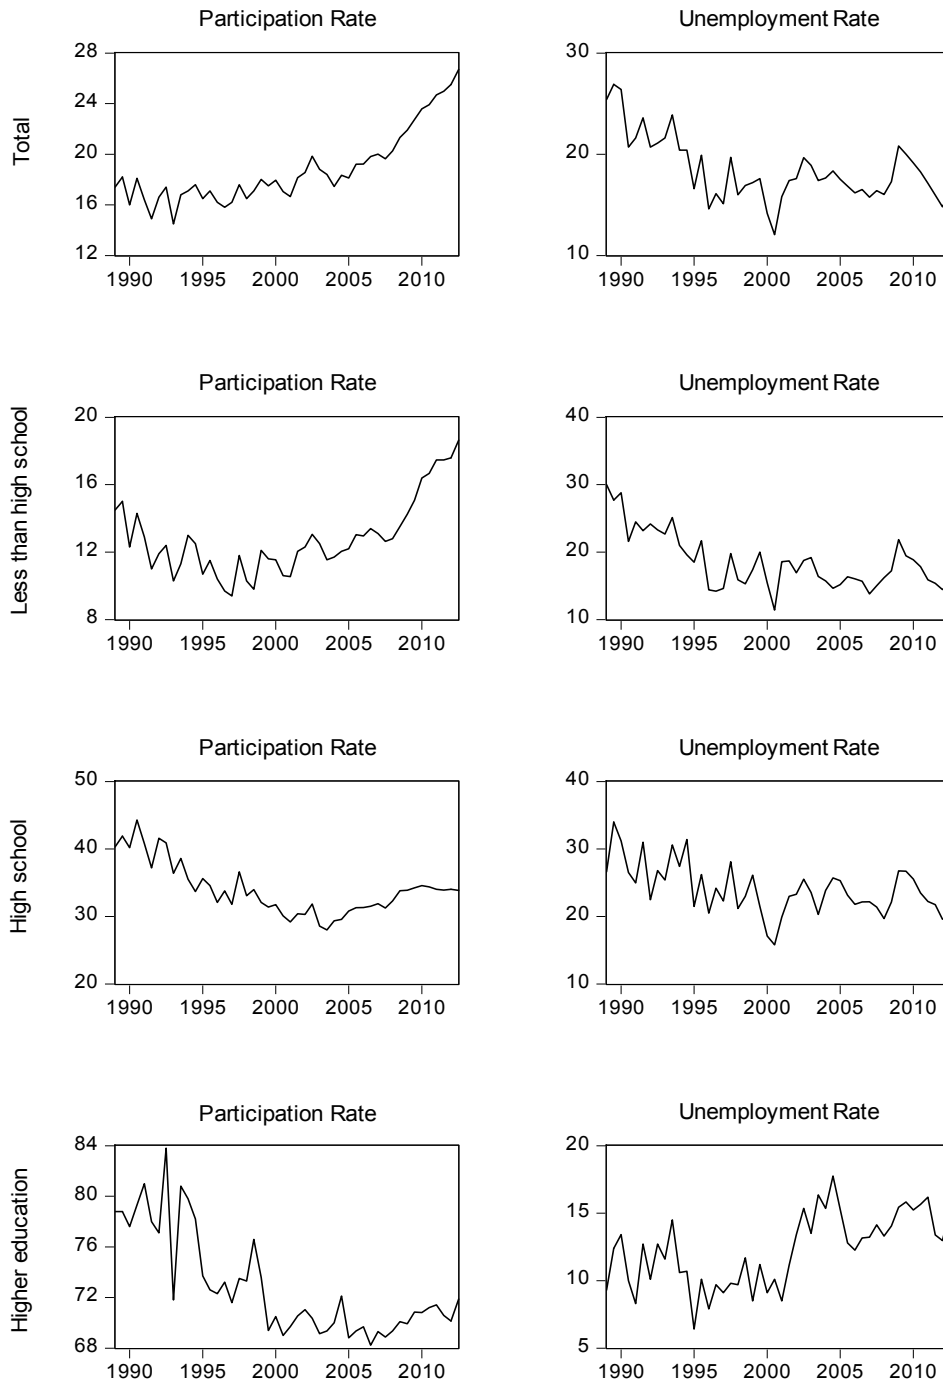 Participation Rate
Unemployment Rate
Total
28
24
20
16
12
1990 1995 2000 2005 2010
30
20
10
1990 1995 2000 2005 2010
Participation Rate
Unemployment Rate
Less than high school
20
16
12
8
1990 1995 2000 2005 2010
40
30
20
10
1990 1995 2000 2005 2010
Participation Rate
Unemployment Rate
High school
50
40
30
20
1990 1995 2000 2005 2010
40
30
20
10
1990 1995 2000 2005 2010
Participation Rate
Unemployment Rate
Higher education
84
80
76
72
68
1990 1995 2000 2005 2010
20
15
10
5
1990 1995 2000 2005 2010